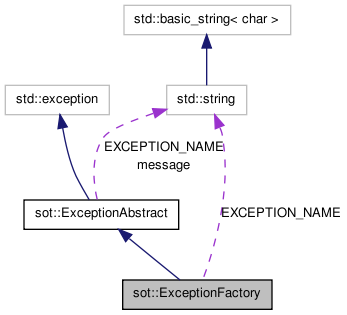 std::basic_string< char >
std::exception
std::string
EXCEPTION_NAME
message
sot::ExceptionAbstract
EXCEPTION_NAME
sot::ExceptionFactory